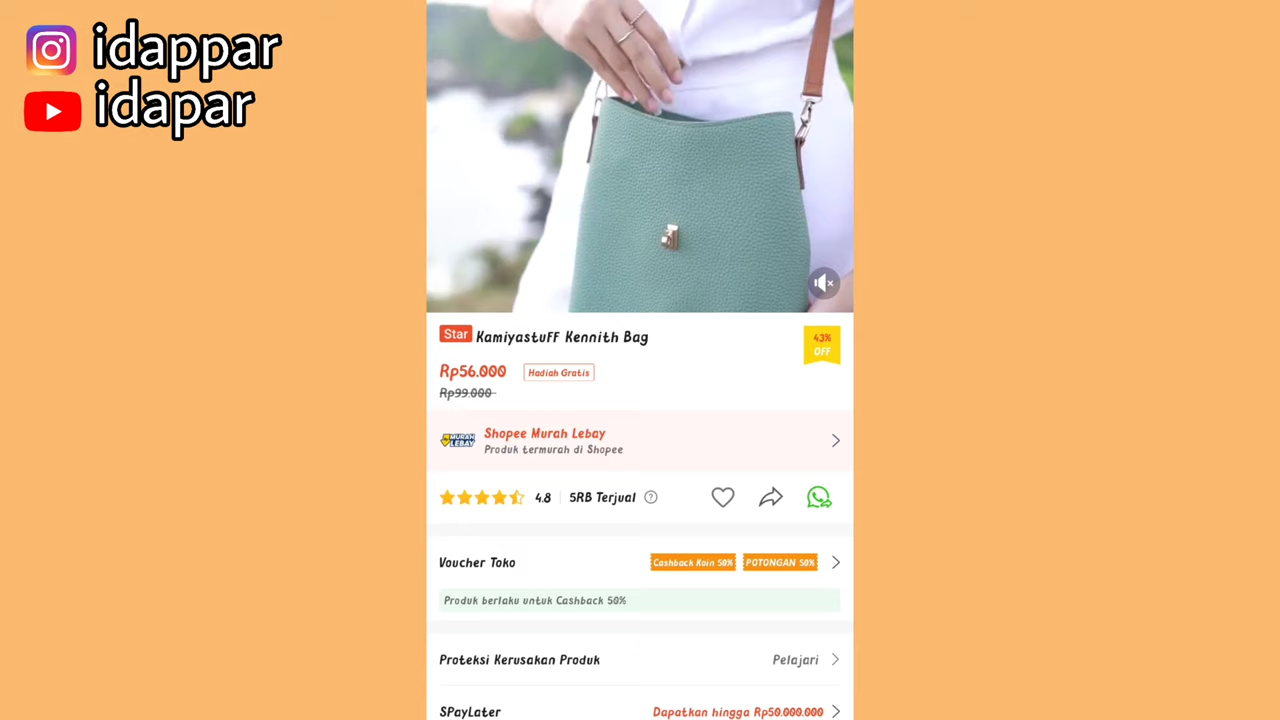 idappar
idapar
Star KamiyastuFF Kennith Bag
43%
OFF
Rp56.000 Hadiah Gratis
Rp99.000
MURAH
LEBAY
Shopee Murah Lebay
Produk termurah di Shopee
4.8 5RB Terjual ?
Voucher Toko Cashback Koin 50% POTONGAN 50%
Produk berlaku untuk Cashback 50%
Proteksi Kerusakan Produk Pelajari
SPayLater Dapatkan hingga Rp50.000.000